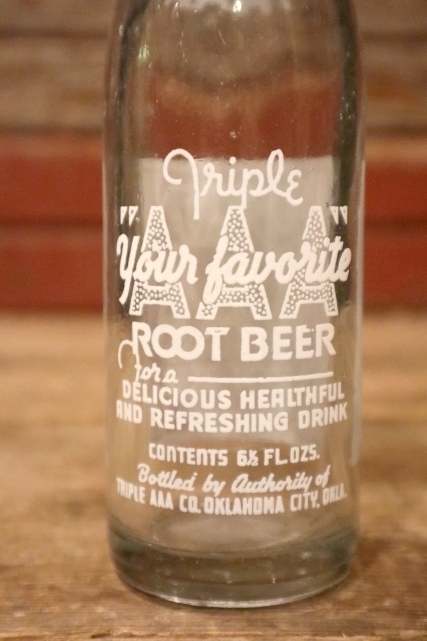 Triple
"AAA"
Your favorite
ROOT BEER
For a
DELICIOUS HEALTHFUL
AND REFRESHING DRINK
CONTENTS 6½ FL. OZS.
Bottled by Authority of
TRIPLE AAA CO. OKLAHOMA CITY, OKLA.